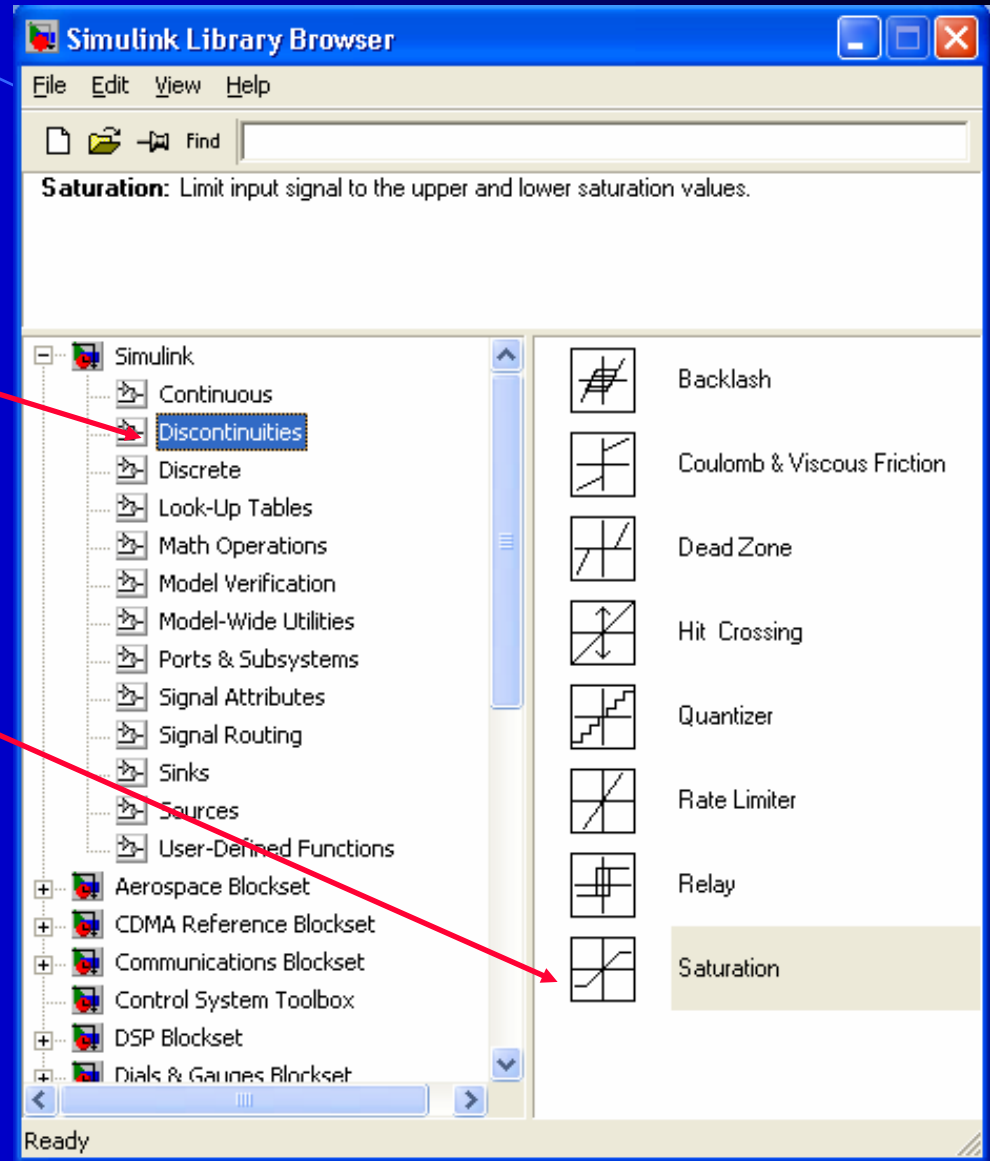 Simulink Library Browser
File Edit View Help
Find
Saturation: Limit input signal to the upper and lower saturation values.
Simulink
Continuous
Discontinuities
Discrete
Look-Up Tables
Math Operations
Model Verification
Model-Wide Utilities
Ports & Subsystems
Signal Attributes
Signal Routing
Sinks
Sources
User-Defined Functions
Aerospace Blockset
CDMA Reference Blockset
Communications Blockset
Control System Toolbox
DSP Blockset
Dials & Gauges Blockset
Backlash
Coulomb & Viscous Friction
Dead Zone
Hit Crossing
Quantizer
Rate Limiter
Relay
Saturation
Ready